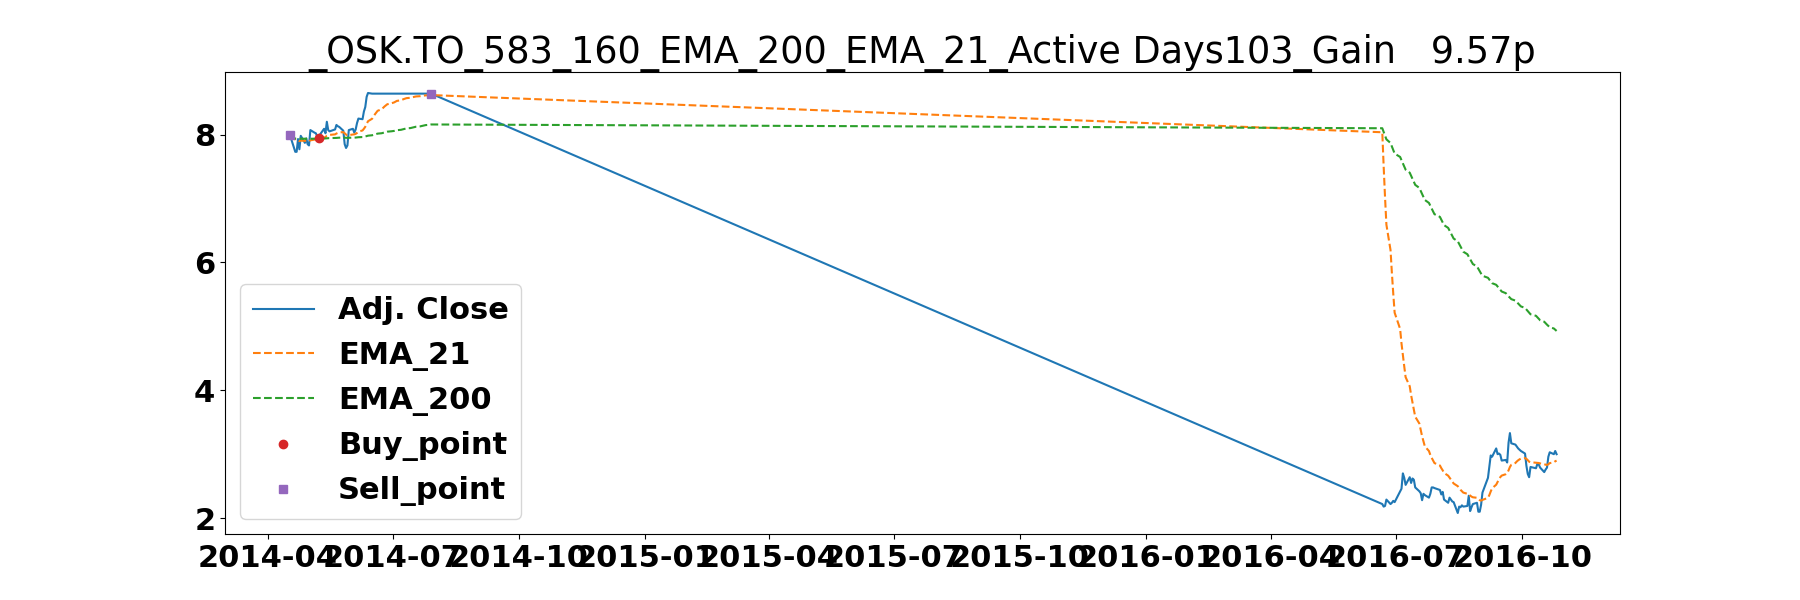 _OSK.TO_583_160_EMA_200_EMA_21_Active Days103_Gain   9.57p
8
6
4
2
Adj. Close
EMA_21
EMA_200
Buy_point
Sell_point
2014-04 2014-07 2014-10 2015-01 2015-04 2015-07 2015-10 2016-01 2016-04 2016-07 2016-10